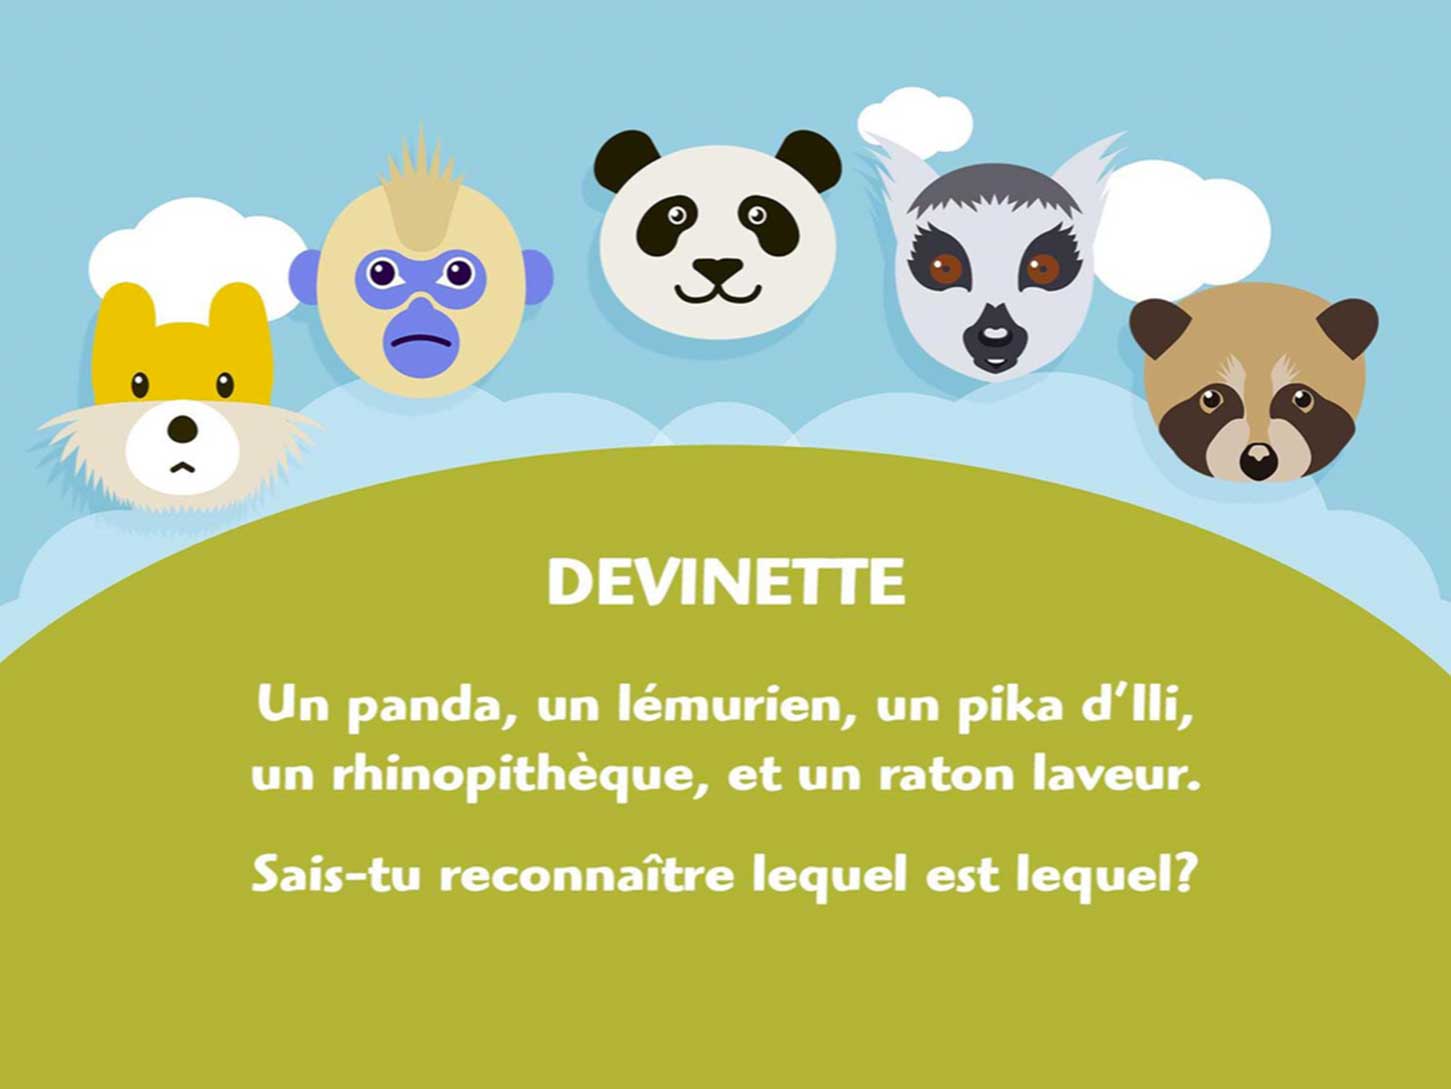 DEVINETTE
Un panda, un lémurien, un pika d’Ili,
un rhinopithèque, et un raton laveur.
Sais-tu reconnaître lequel est lequel?